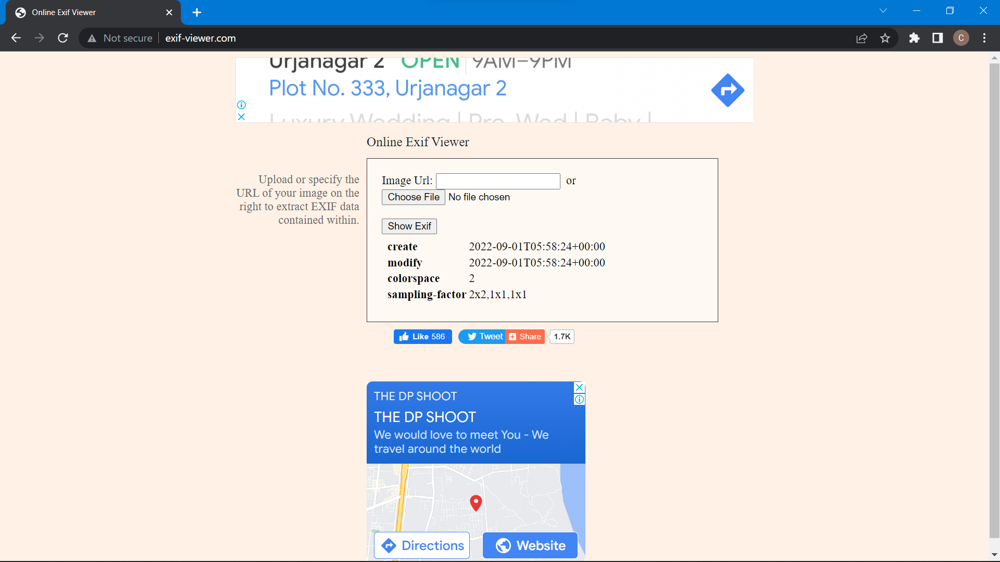 Online Exif Viewer
Not secure
exif-viewer.com
C
Urjanagar 2 OPEN 9AM–9PM
Plot No. 333, Urjanagar 2
Luxury Wedding | Pre-Wed | Baby |
Online Exif Viewer
Upload or specify the
URL of your image on the
right to extract EXIF data
contained within.
Image Url: or
Choose File No file chosen
Show Exif
create 2022-09-01T05:58:24+00:00
modify 2022-09-01T05:58:24+00:00
colorspace 2
sampling-factor 2x2,1x1,1x1
Like 586 Tweet Share 1.7K
THE DP SHOOT
THE DP SHOOT
We would love to meet You - We
travel around the world
Directions Website